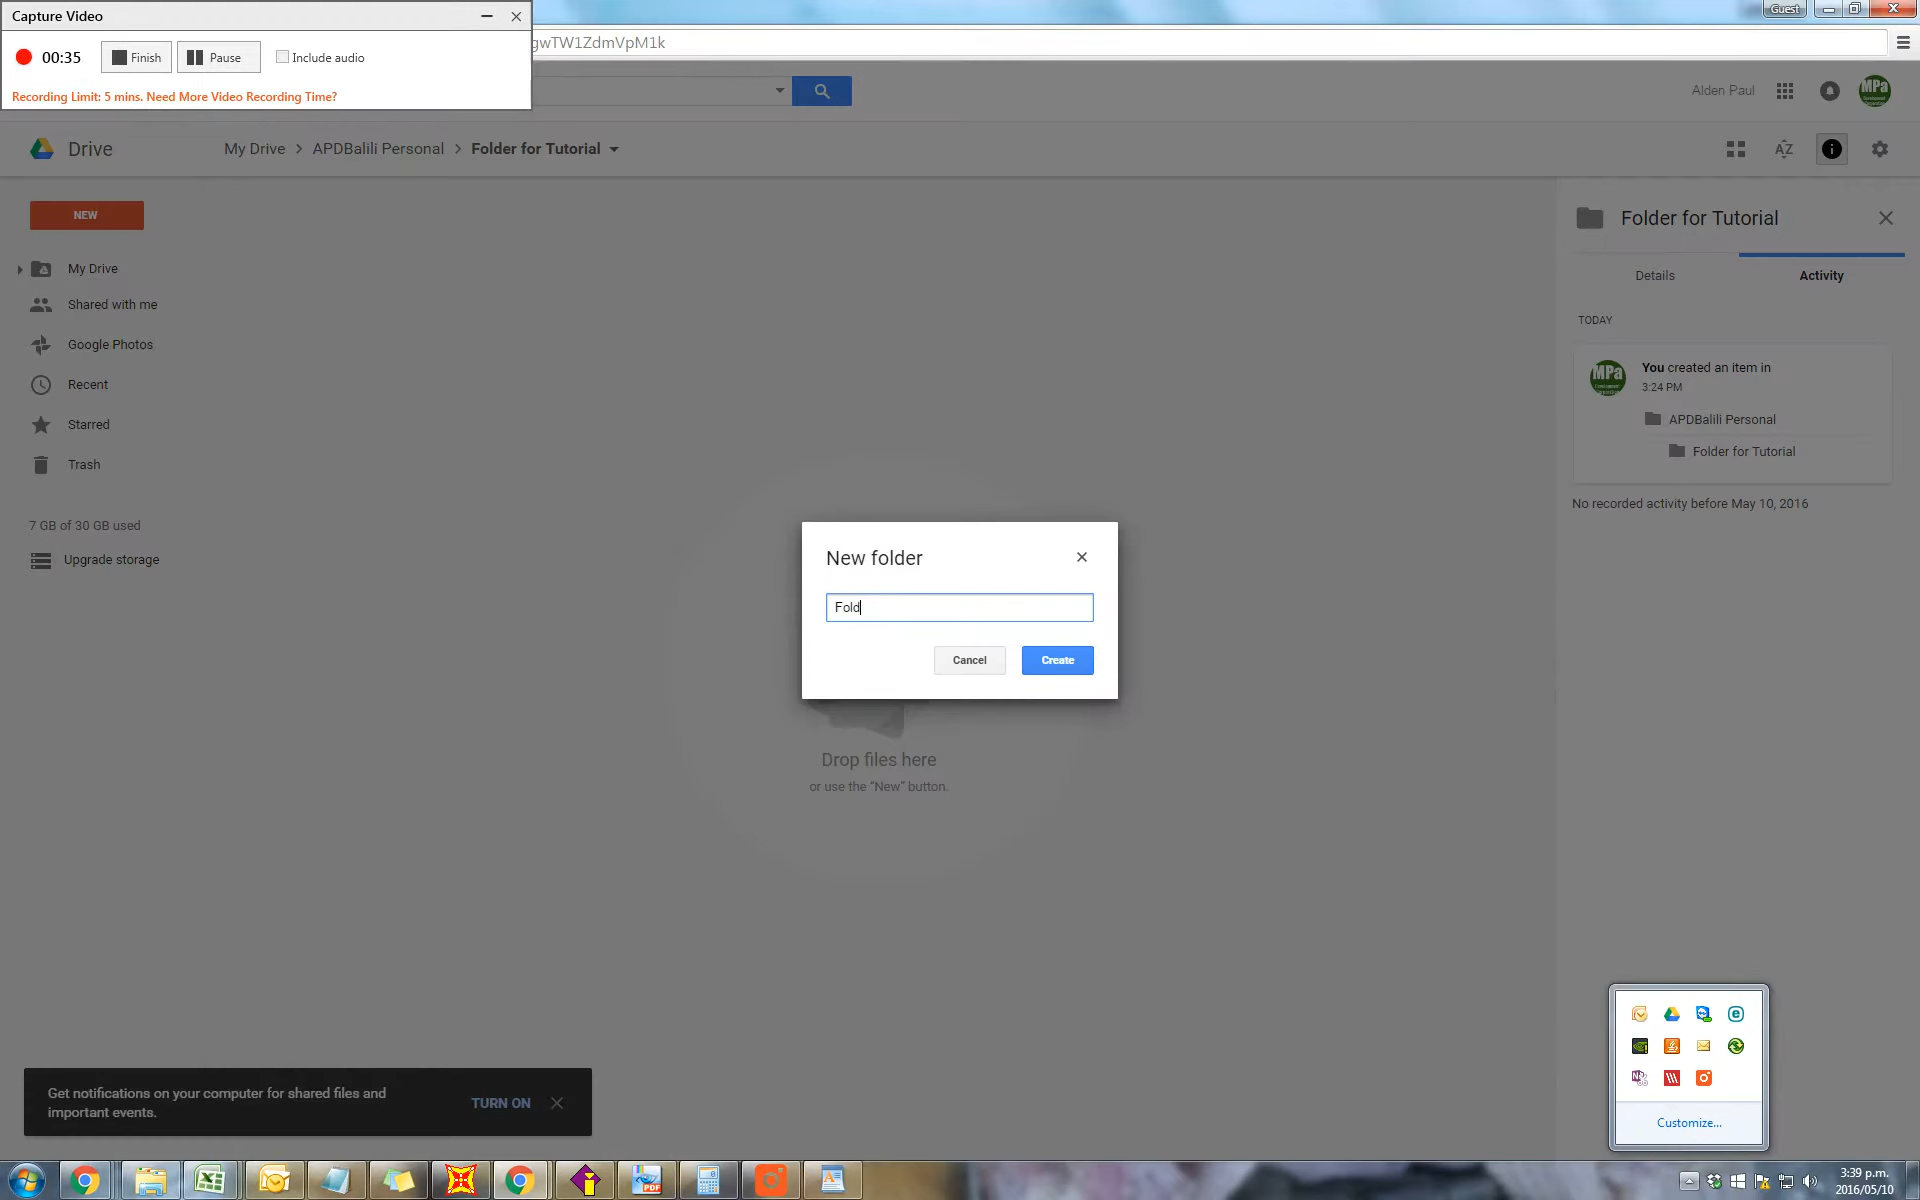 Capture Video
00:35
Finish
Pause
Include audio
Recording Limit: 5 mins. Need More Video Recording Time?
Guest
gwTW1ZdmVpM1k
Alden Paul
MPa
Drive
My Drive > APDBalili Personal > Folder for Tutorial
AZ
NEW
My Drive
Shared with me
Google Photos
Recent
Starred
Trash
7 GB of 30 GB used
Upgrade storage
Folder for Tutorial
Details
Activity
TODAY
MPa
You created an item in
3:24 PM
APDBalili Personal
Folder for Tutorial
No recorded activity before May 10, 2016
New folder
Fold
Cancel
Create
Drop files here
or use the "New" button.
Get notifications on your computer for shared files and
important events.
TURN ON
Customize...
PDF
3:39 p.m.
2016/05/10